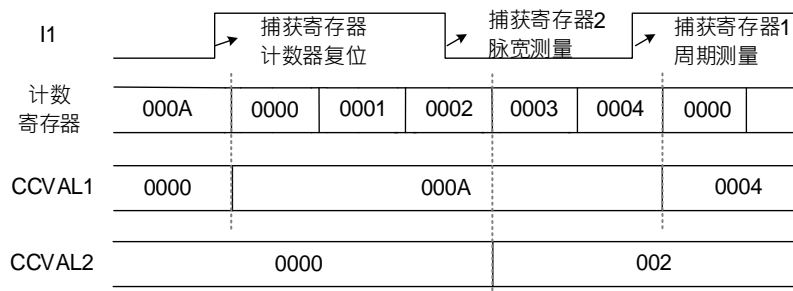 I1
捕获寄存器
计数器复位
捕获寄存器2
脉宽测量
捕获寄存器1
周期测量
计数
寄存器
000A 0000 0001 0002 0003 0004 0000
CCVAL1 0000 000A 0004
CCVAL2 0000 002